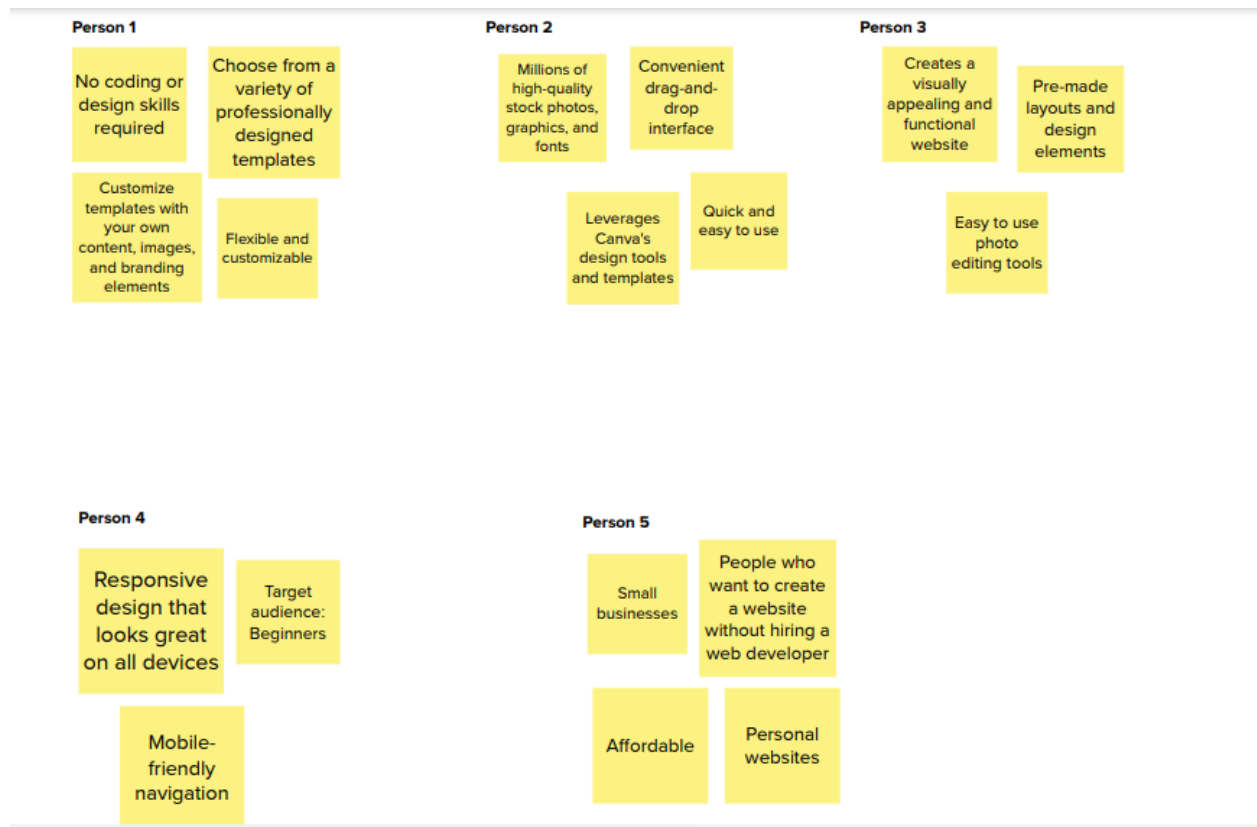 Person 1
No coding or
design skills
required
Choose from a
variety of
professionally
designed
templates
Customize
templates with
your own
content, images,
and branding
elements
Flexible and
customizable
Person 2
Millions of
high-quality
stock photos,
graphics, and
fonts
Convenient
drag-and-
drop
interface
Leverages
Canva's
design tools
and templates
Quick and
easy to use
Person 3
Creates a
visually
appealing and
functional
website
Pre-made
layouts and
design
elements
Easy to use
photo
editing tools
Person 4
Responsive
design that
looks great
on all devices
Target
audience:
Beginners
Mobile-
friendly
navigation
Person 5
Small
businesses
People who
want to create
a website
without hiring a
web developer
Affordable
Personal
websites